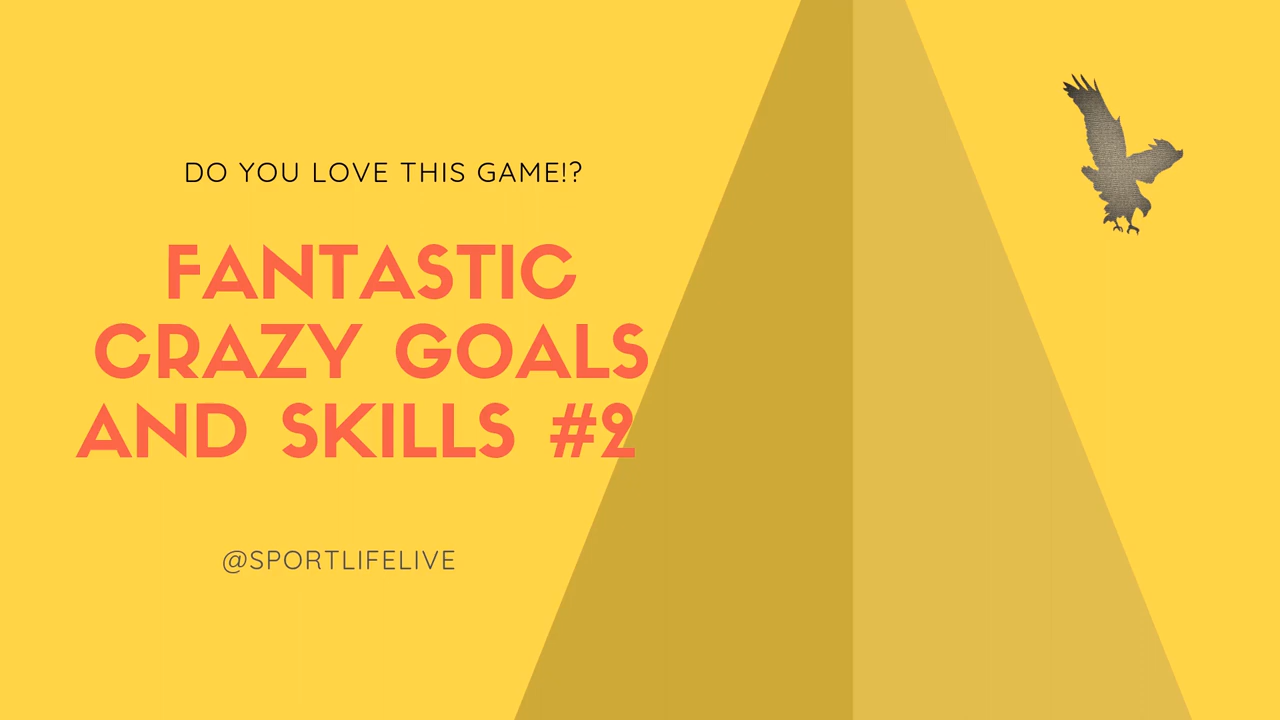 DO YOU LOVE THIS GAME!?
FANTASTIC
CRAZY GOALS
AND SKILLS #2
@SPORTLIFELIVE